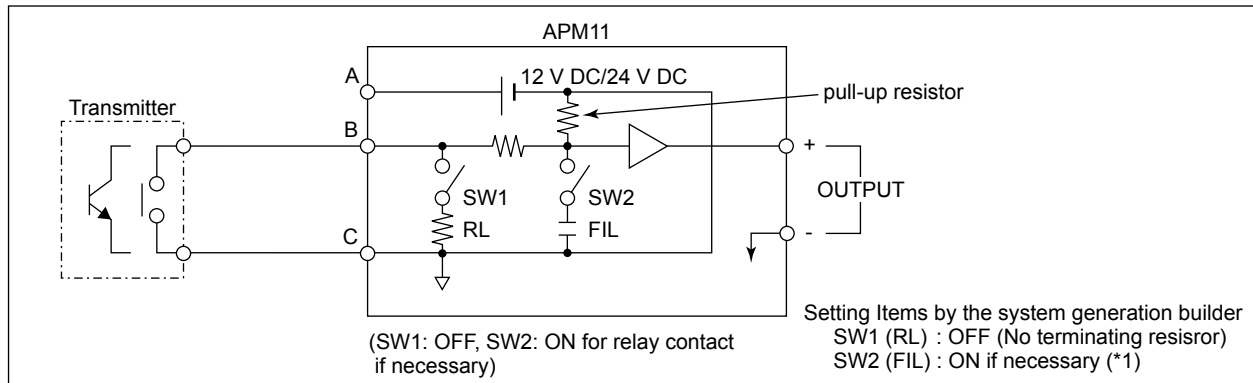 APM11
A
12 V DC/24 V DC
pull-up resistor
Transmitter
B
+
SW1
SW2
OUTPUT
RL
FIL
C
-
Setting Items by the system generation builder
SW1 (RL) : OFF (No terminating resisror)
SW2 (FIL) : ON if necessary (*1)
(SW1: OFF, SW2: ON for relay contact
if necessary)